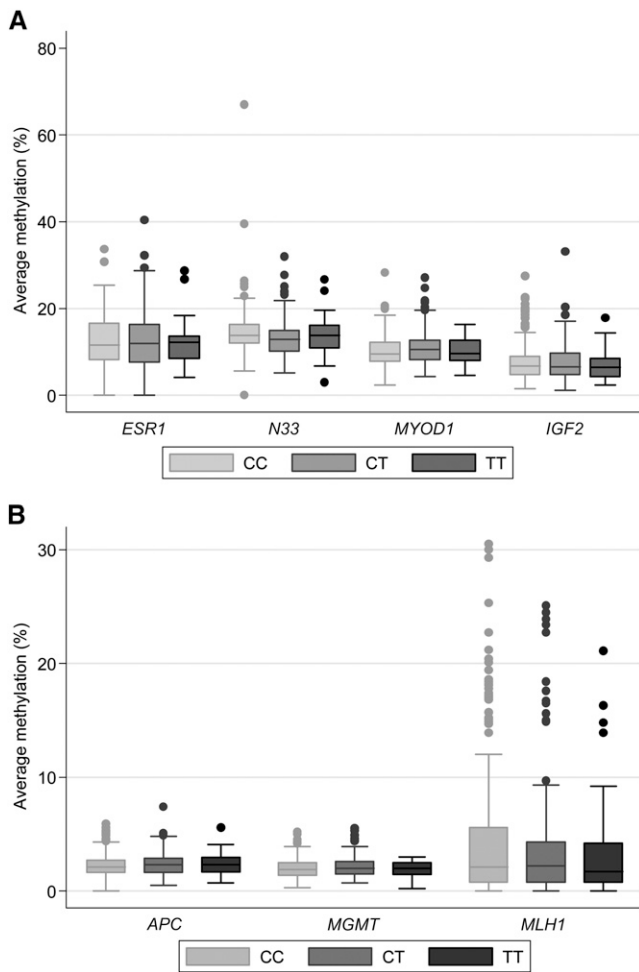 A
Average methylation (%)
80
60
40
20
0
ESR1 N33 MYOD1 IGF2
CC CT TT
B
Average methylation (%)
30
20
10
0
APC MGMT MLH1
CC CT TT